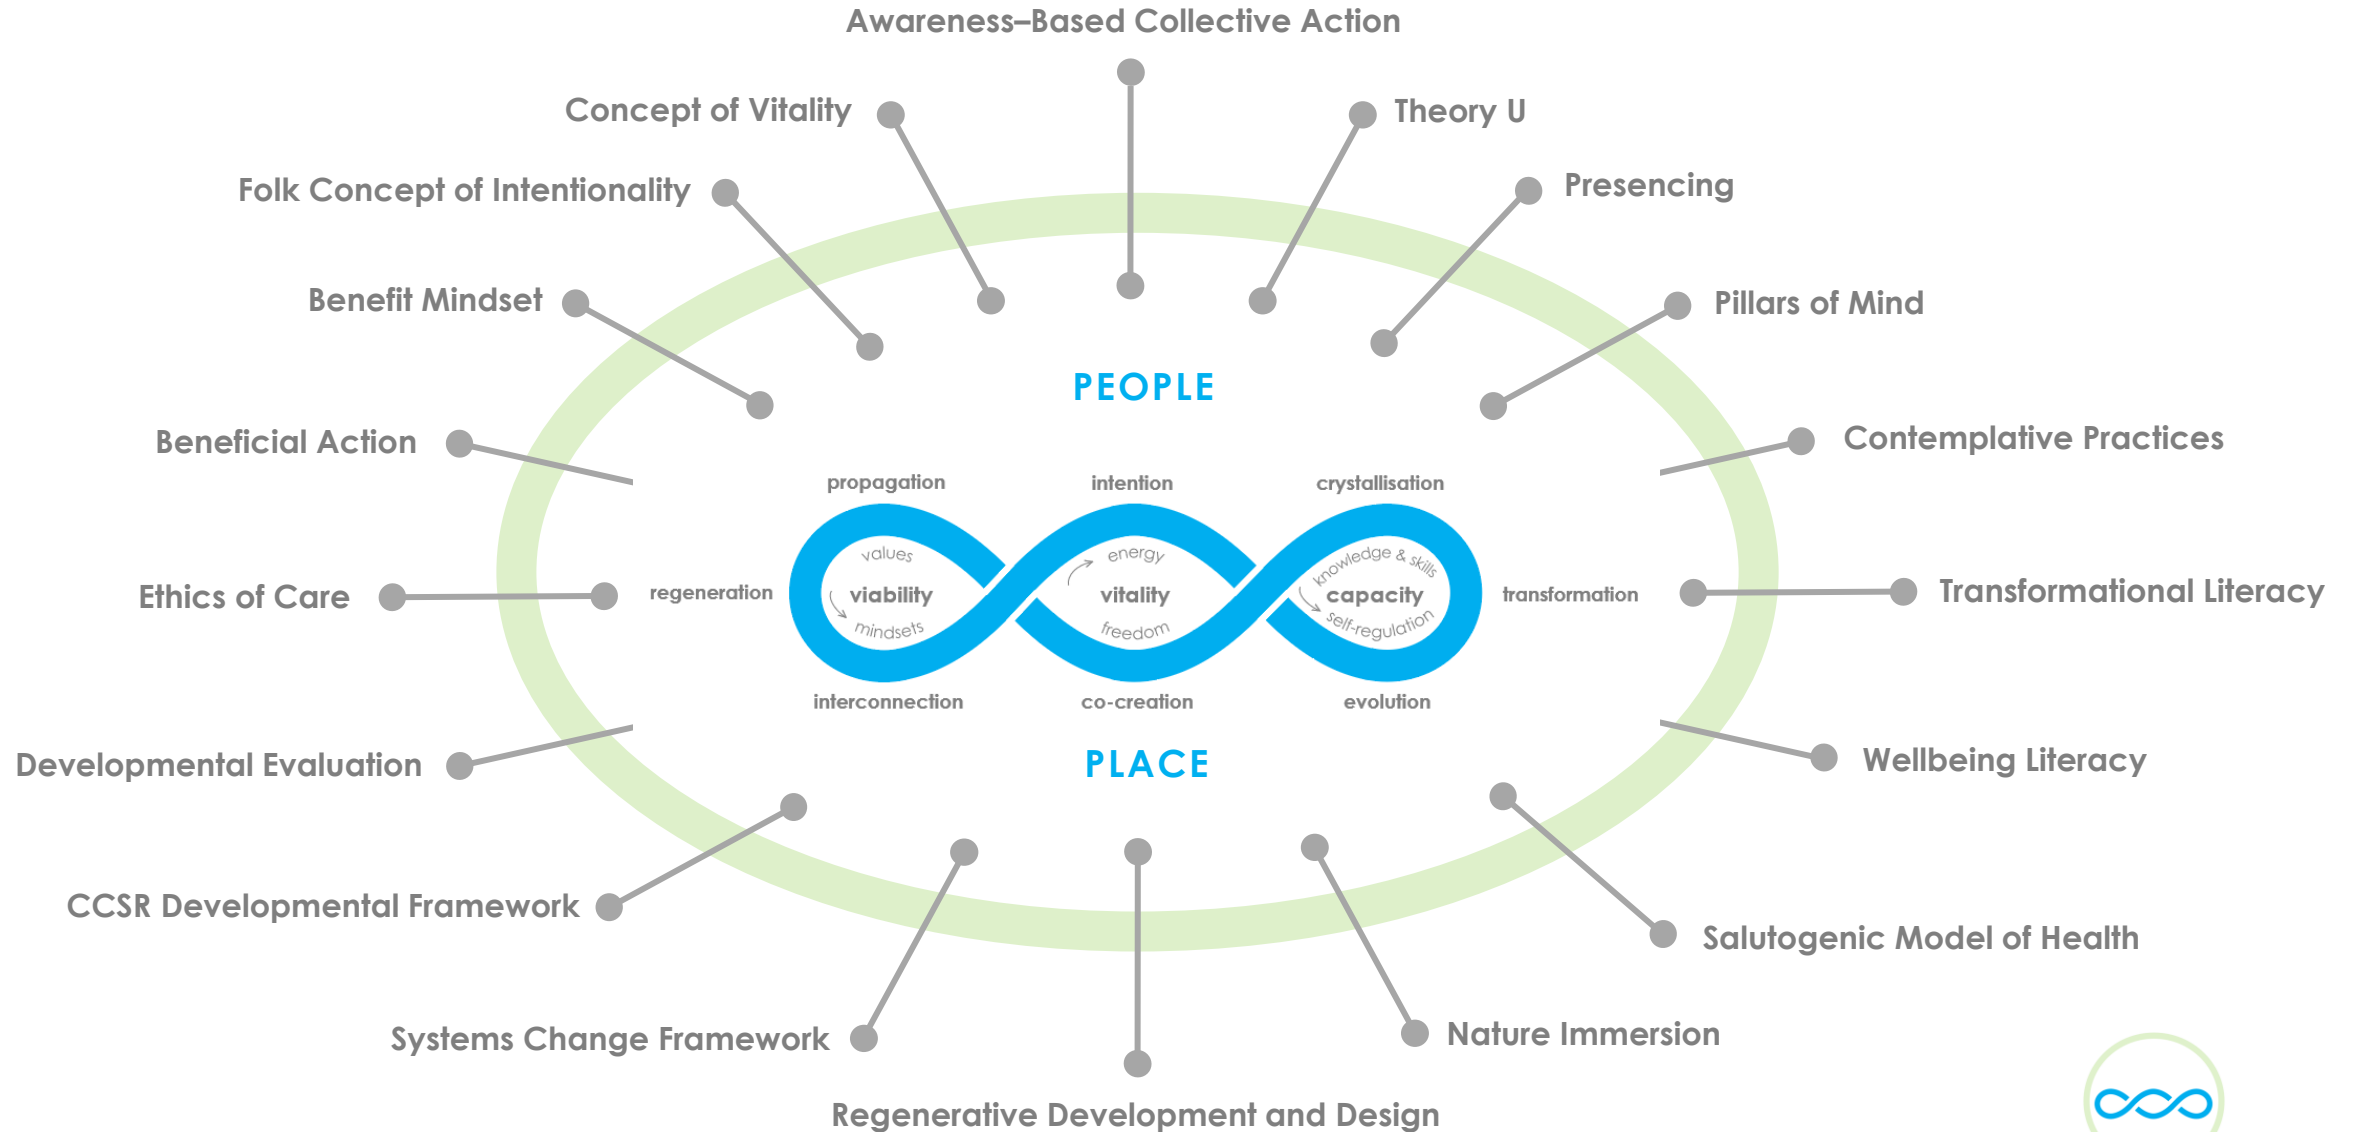 Awareness–Based Collective Action
Concept of Vitality
Theory U
Folk Concept of Intentionality
Presencing
Benefit Mindset
Pillars of Mind
PEOPLE
Beneficial Action
Contemplative Practices
propagation
intention
crystallisation
values
energy
knowledge & skills
Ethics of Care
regeneration
viability
vitality
capacity
transformation
Transformational Literacy
mindsets
freedom
self-regulation
interconnection
co-creation
evolution
Developmental Evaluation
PLACE
Wellbeing Literacy
CCSR Developmental Framework
Salutogenic Model of Health
Systems Change Framework
Nature Immersion
Regenerative Development and Design